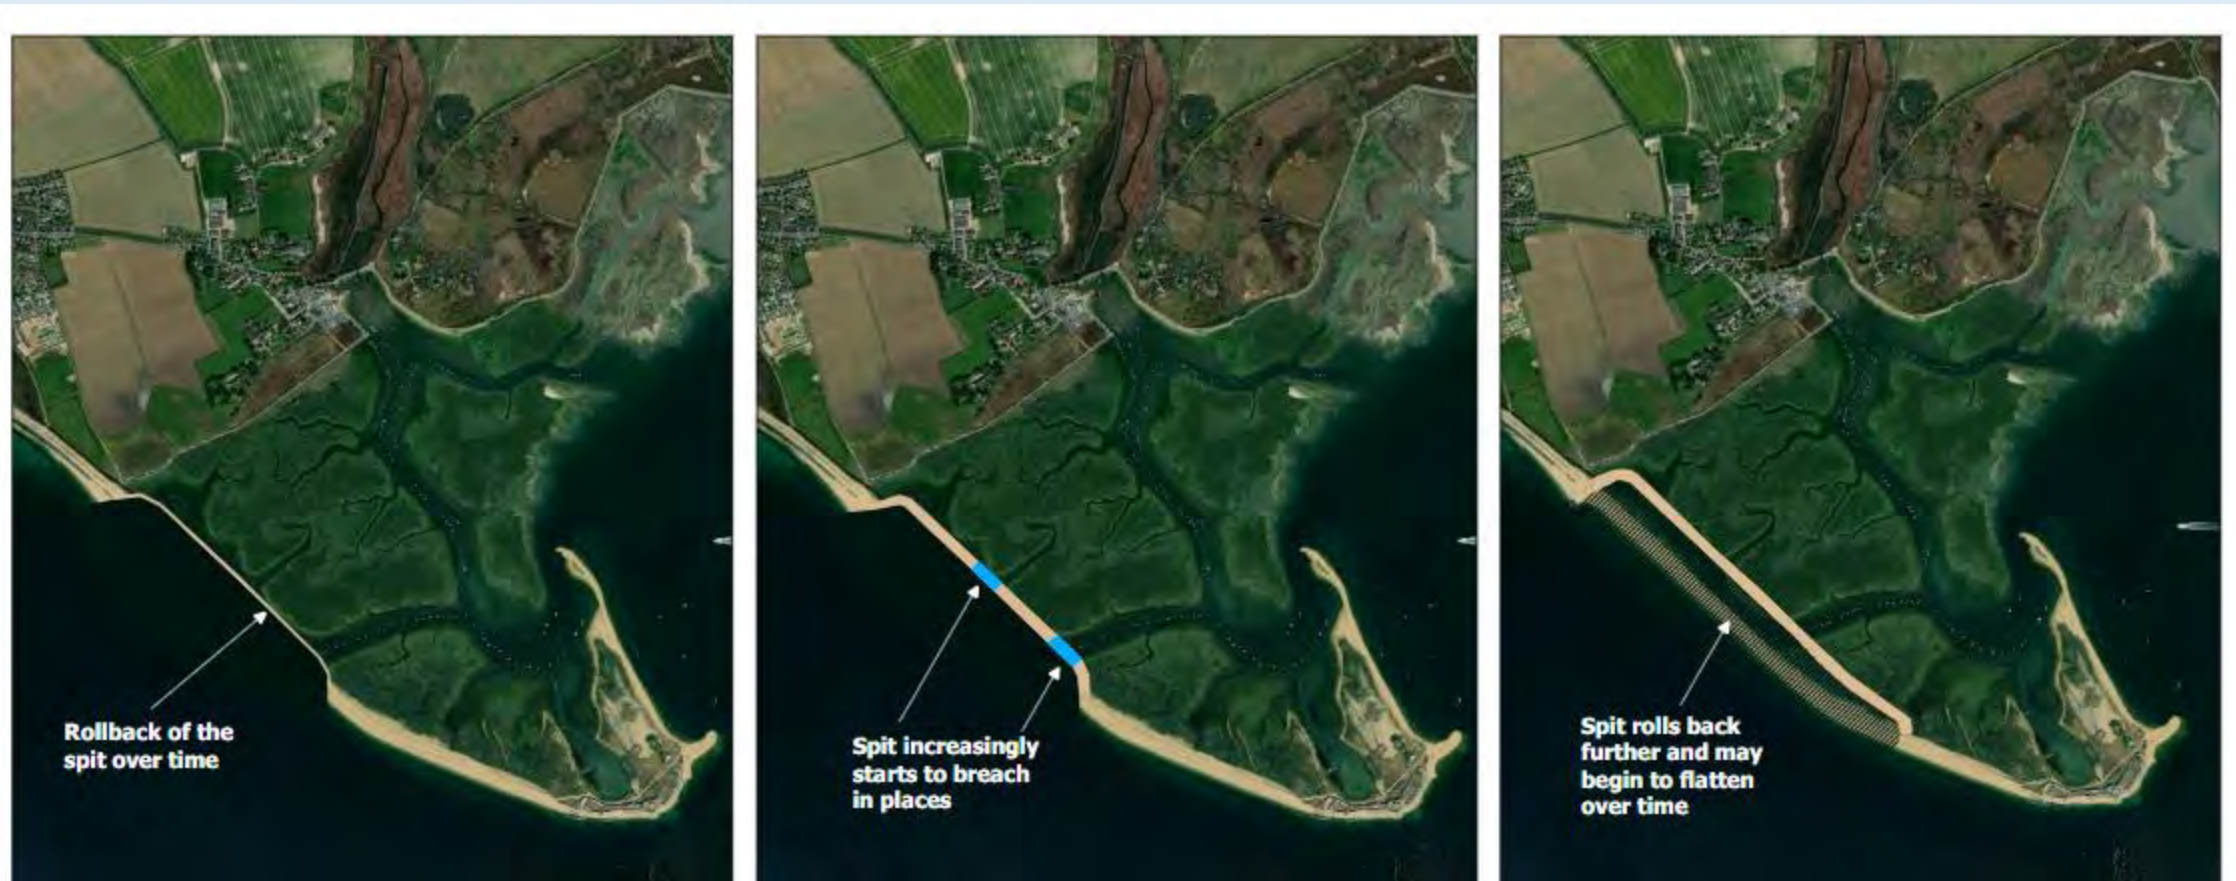 Rollback of the
spit over time
Spit increasingly
starts to breach
in places
Spit rolls back
further and may
begin to flatten
over time